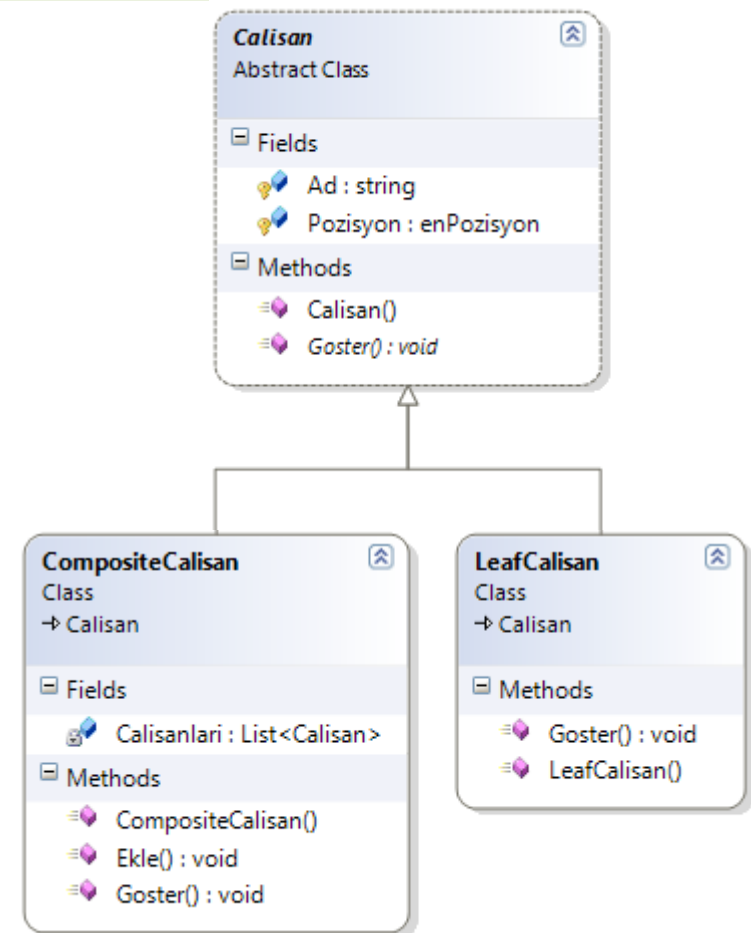 Calisan
Abstract Class
Fields
Ad : string
Pozisyon : enPozisyon
Methods
Calisan()
Goster() : void
CompositeCalisan
Class
Calisan
Fields
Calisanlari : List<Calisan>
Methods
CompositeCalisan()
Ekle() : void
Goster() : void
LeafCalisan
Class
Calisan
Methods
Goster() : void
LeafCalisan()